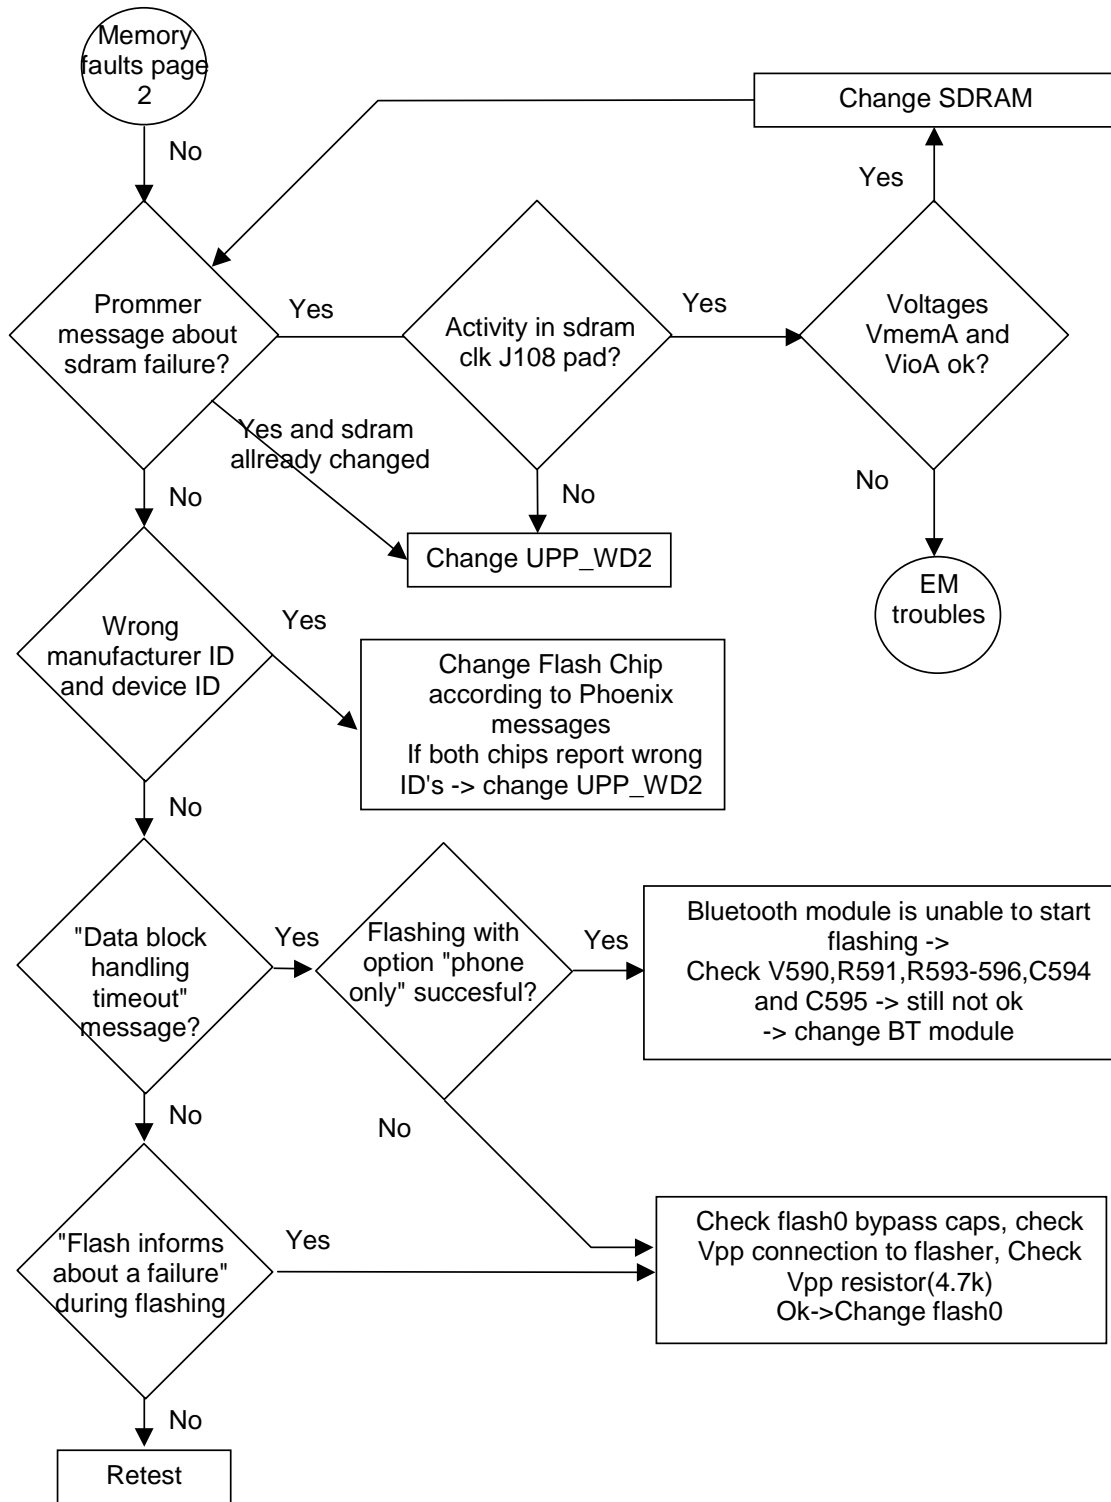 Memory
faults page
2
No
Change SDRAM
Yes
Prommer
message about
sdram failure?
Yes
Activity in sdram
clk J108 pad?
Yes
Voltages
VmemA and
VioA ok?
Yes and sdram
allready changed
No
No
No
Change UPP_WD2
EM
troubles
Wrong
manufacturer ID
and device ID
Yes
Change Flash Chip
according to Phoenix
messages
If both chips report wrong
ID's -> change UPP_WD2
No
"Data block
handling
timeout"
message?
Yes
Flashing with
option "phone
only" succesful?
Yes
Bluetooth module is unable to start
flashing ->
Check V590,R591,R593-596,C594
and C595 -> still not ok
-> change BT module
No
No
"Flash informs
about a failure"
during flashing
Yes
Check flash0 bypass caps, check
Vpp connection to flasher, Check
Vpp resistor(4.7k)
Ok->Change flash0
No
Retest